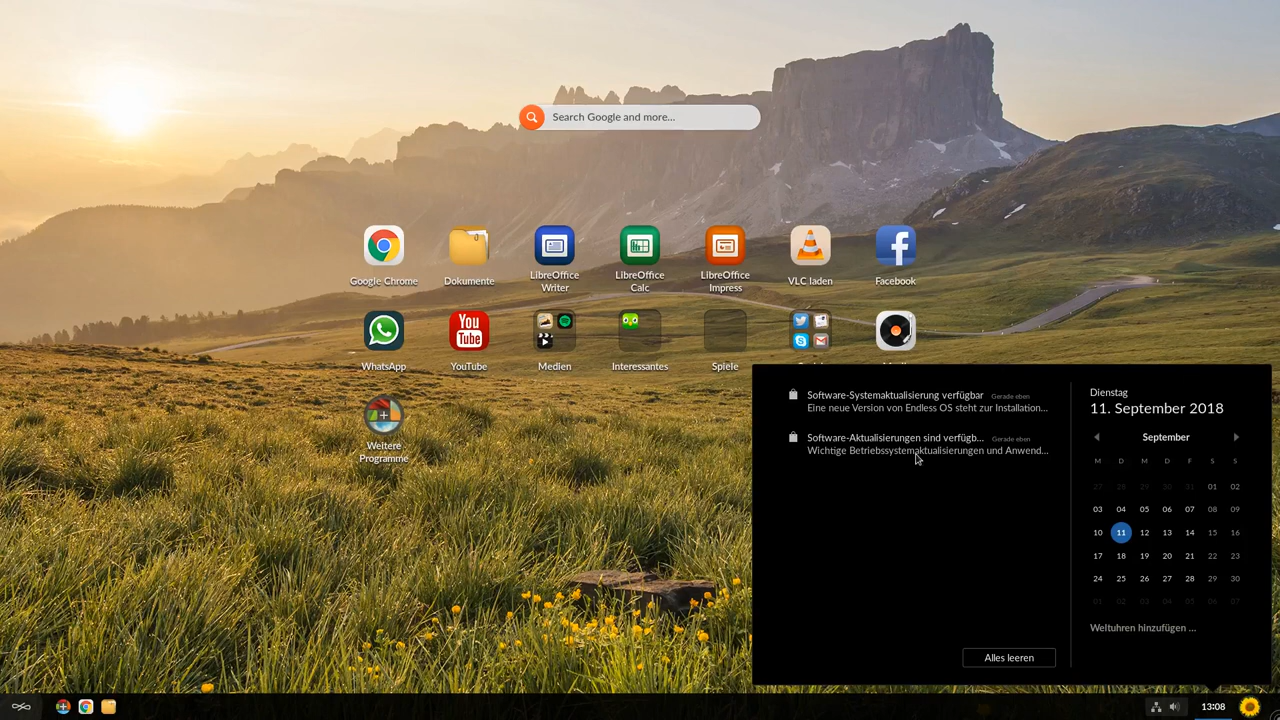 Search Google and more...
Google Chrome
Dokumente
LibreOffice
Writer
LibreOffice
Calc
LibreOffice
Impress
VLC laden
Facebook
You
Tube
WhatsApp
YouTube
Medien
Interessantes
Spiele
Weitere
Programme
Software-Systemaktualisierung verfügbar Gerade eben
Eine neue Version von Endless OS steht zur Installation...
Software-Aktualisierungen sind verfügb... Gerade eben
Wichtige Betriebssystemaktualisierungen und Anwend...
Alles leeren
Dienstag
11. September 2018
September
M D M D F S S
27 28 29 30 31 01 02
03 04 05 06 07 08 09
10 11 12 13 14 15 16
17 18 19 20 21 22 23
24 25 26 27 28 29 30
01 02 03 04 05 06 07
Weltuhren hinzufügen ...
13:08